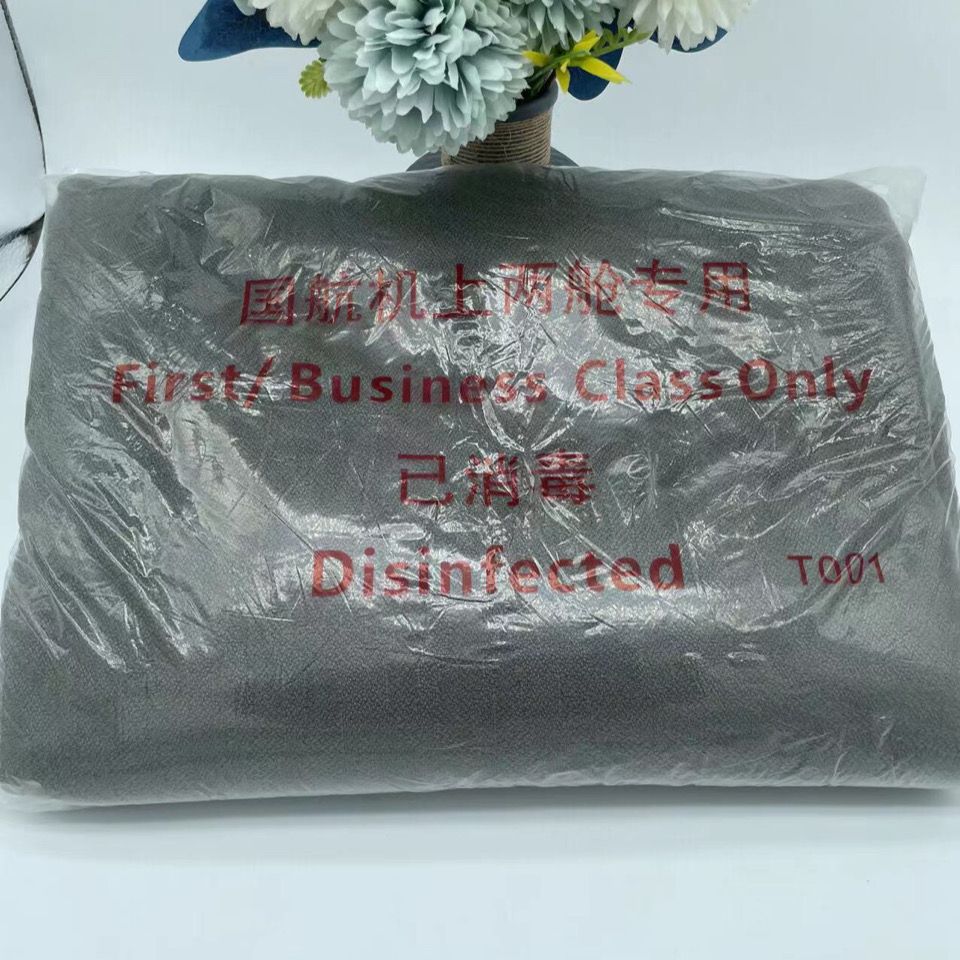 国航机上两舱专用
First/Business Class Only
已消毒
Disinfected T001